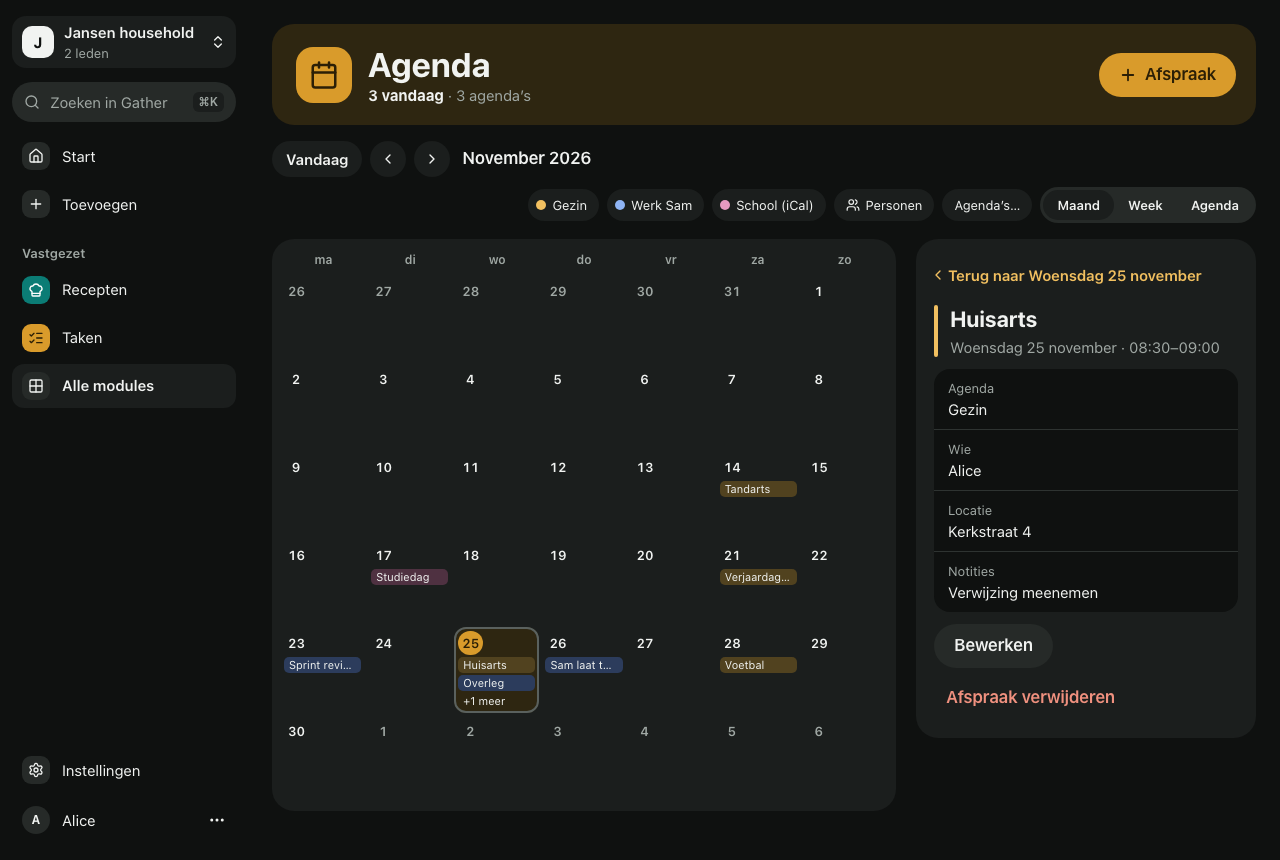 J
Jansen household
2 leden
Zoeken in Gather
⌘K
Start
Toevoegen
Vastgezet
Recepten
Taken
Alle modules
Instellingen
A
Alice
Agenda
3 vandaag · 3 agenda’s
Afspraak
Vandaag
November 2026
Gezin
Werk Sam
School (iCal)
Personen
Agenda’s...
Maand
Week
Agenda
ma di wo do vr za zo
26 27 28 29 30 31 1
2 3 4 5 6 7 8
9 10 11 12 13 14 15
Tandarts
16 17 18 19 20 21 22
Studiedag
Verjaardag...
23 24 25 26 27 28 29
Sprint revi...
Huisarts
Sam laat t...
Voetbal
Overleg
+1 meer
30 1 2 3 4 5 6
Terug naar Woensdag 25 november
Huisarts
Woensdag 25 november · 08:30–09:00
Agenda
Gezin
Wie
Alice
Locatie
Kerkstraat 4
Notities
Verwijzing meenemen
Bewerken
Afspraak verwijderen